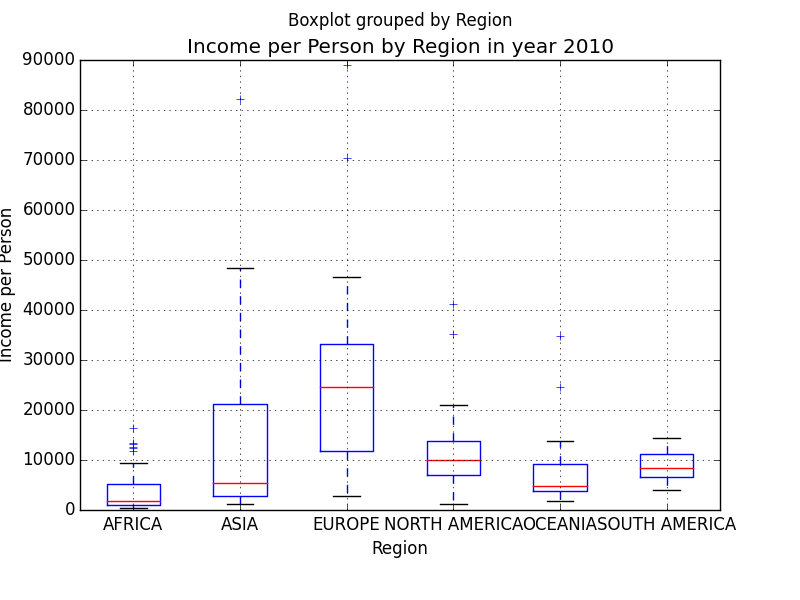 Boxplot grouped by Region
Income per Person by Region in year 2010
90000
80000
70000
60000
50000
40000
30000
20000
10000
0
Income per Person
AFRICA ASIA EUROPE NORTH AMERICA OCEANIA SOUTH AMERICA
Region